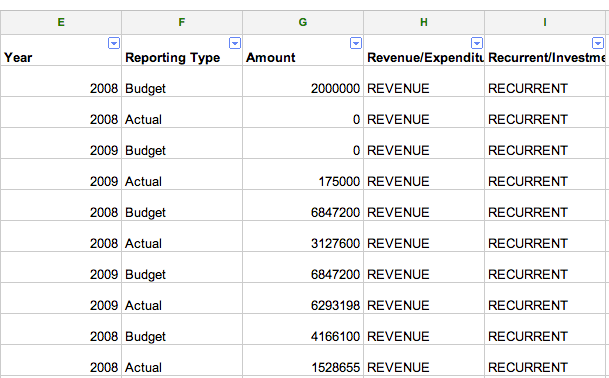 E F G H I
Year Reporting Type Amount Revenue/Expenditu Recurrent/Investme
2008 Budget 2000000 REVENUE RECURRENT
2008 Actual 0 REVENUE RECURRENT
2009 Budget 0 REVENUE RECURRENT
2009 Actual 175000 REVENUE RECURRENT
2008 Budget 6847200 REVENUE RECURRENT
2008 Actual 3127600 REVENUE RECURRENT
2009 Budget 6847200 REVENUE RECURRENT
2009 Actual 6293198 REVENUE RECURRENT
2008 Budget 4166100 REVENUE RECURRENT
2008 Actual 1528655 REVENUE RECURRENT